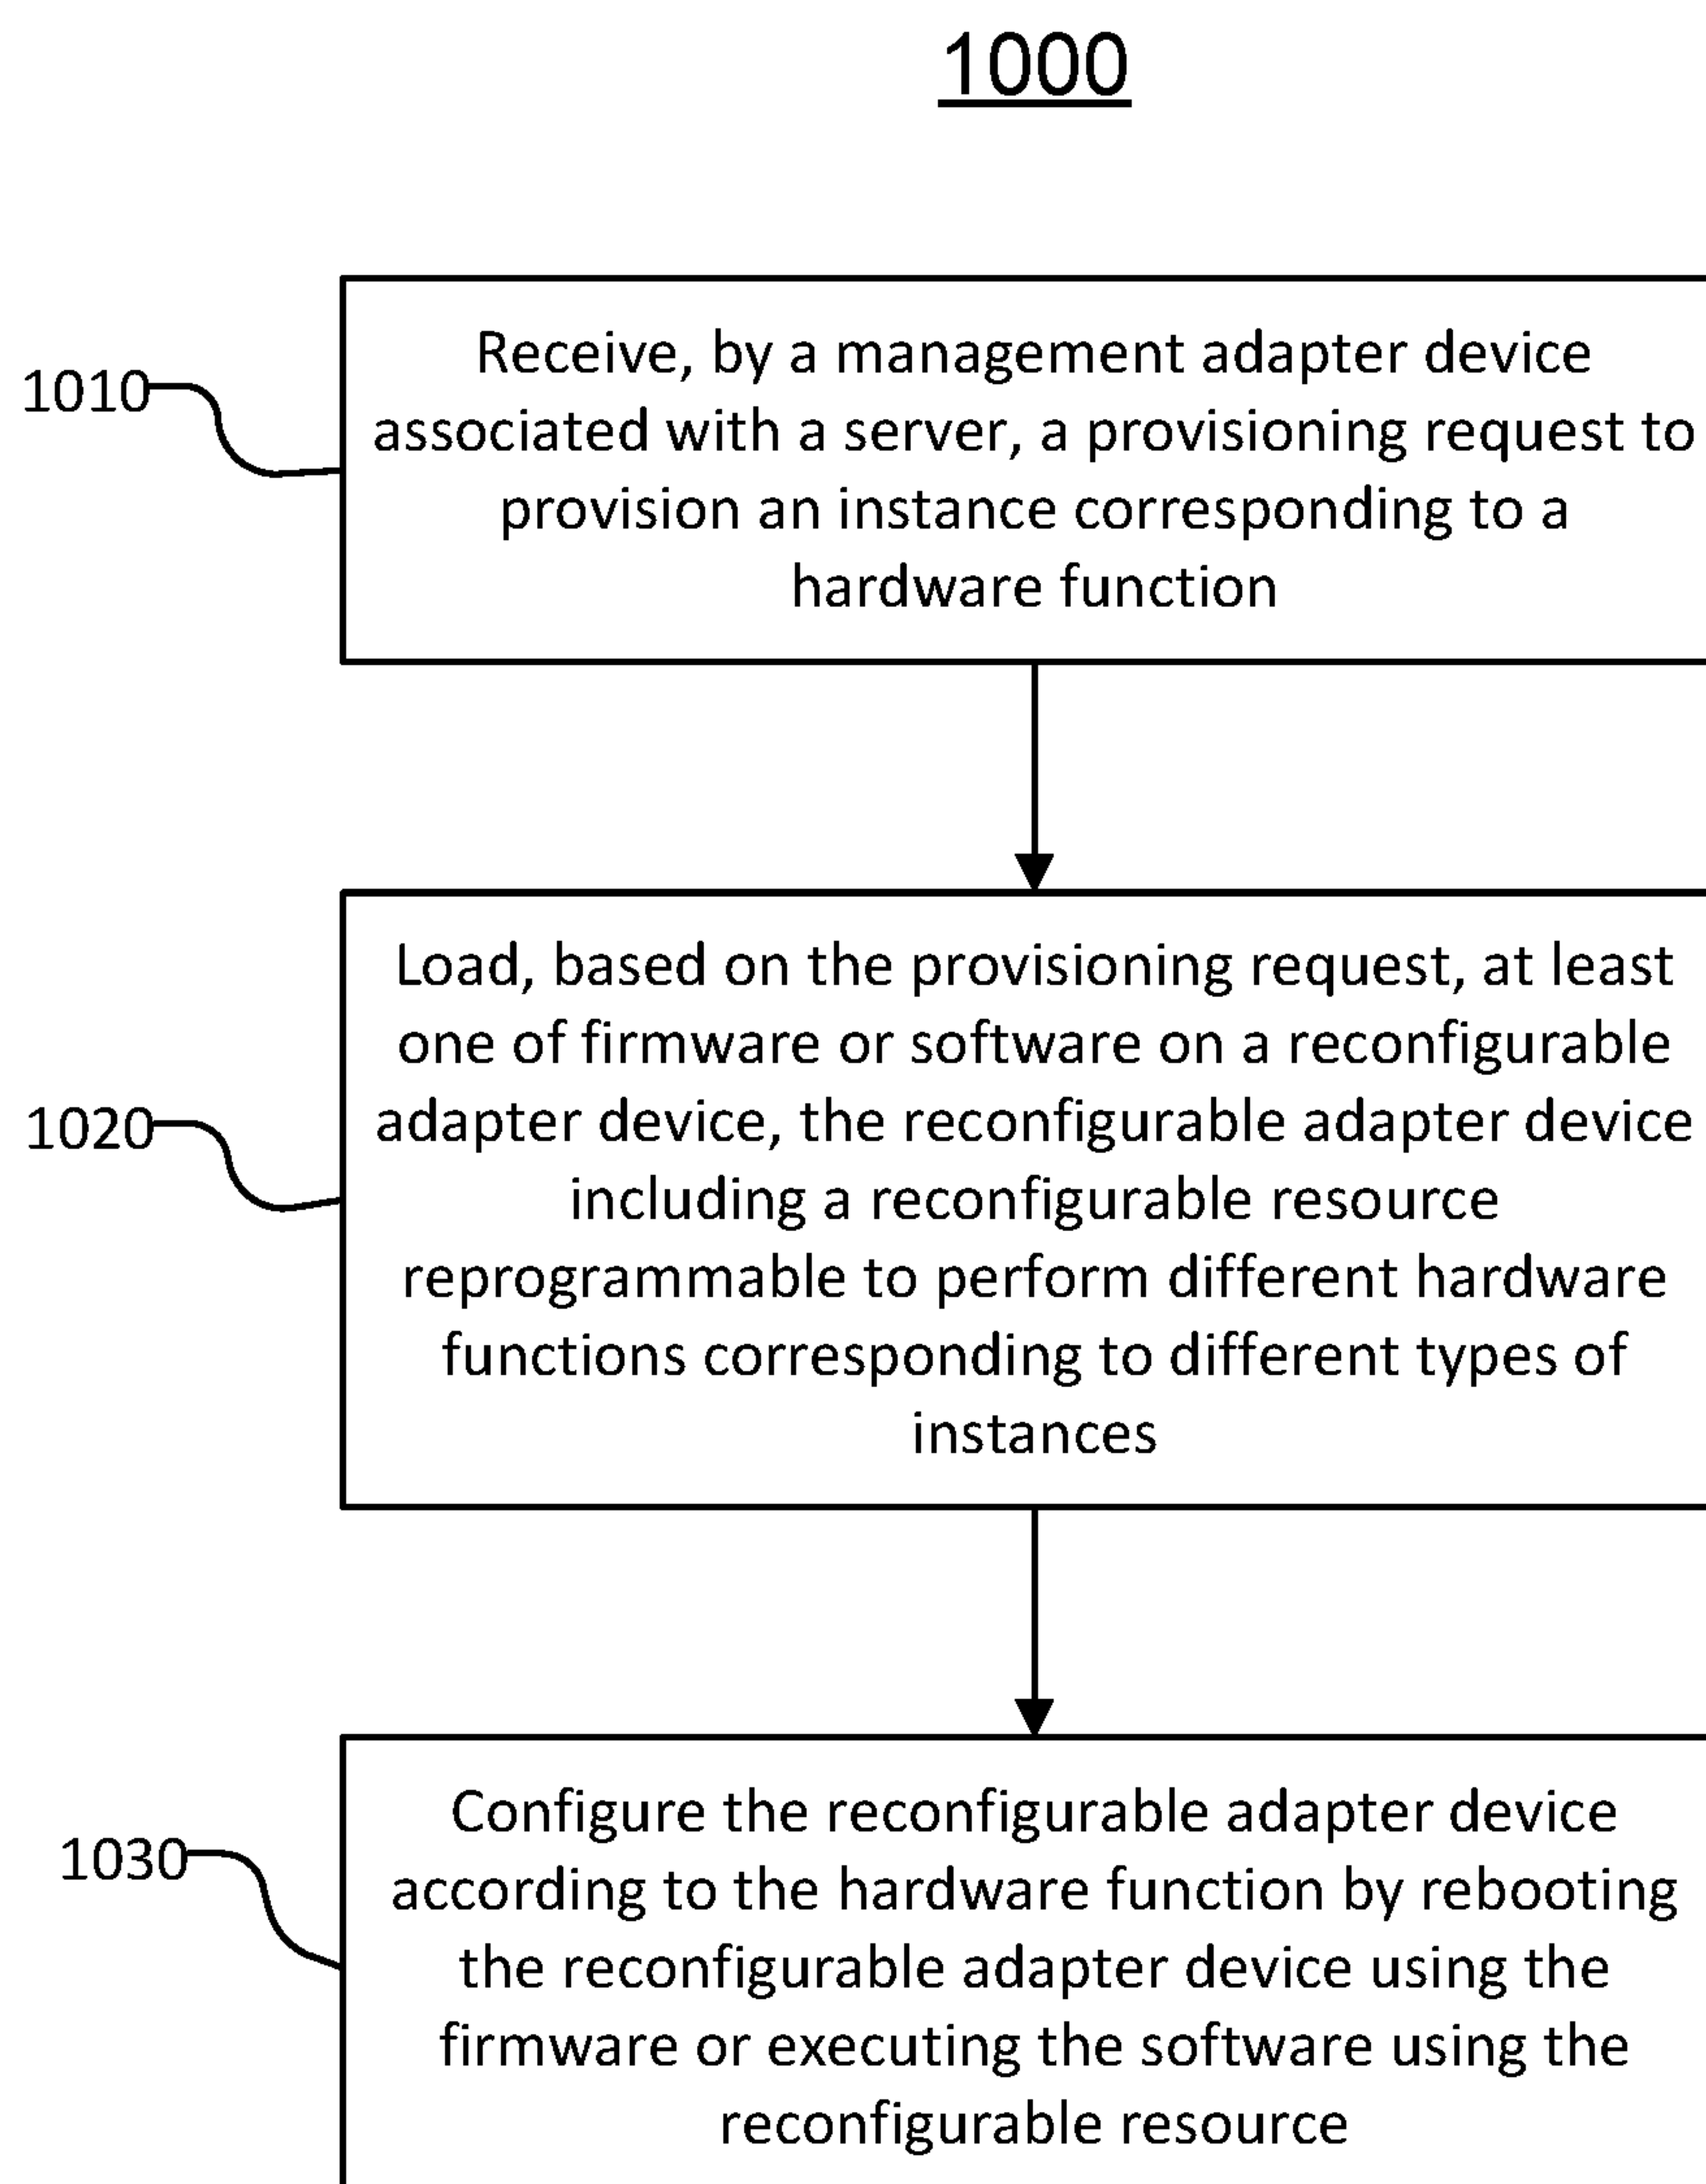 1000
1010
Receive, by a management adapter device
associated with a server, a provisioning request to
provision an instance corresponding to a
hardware function
1020
Load, based on the provisioning request, at least
one of firmware or software on a reconfigurable
adapter device, the reconfigurable adapter device
including a reconfigurable resource
reprogrammable to perform different hardware
functions corresponding to different types of
instances
1030
Configure the reconfigurable adapter device
according to the hardware function by rebooting
the reconfigurable adapter device using the
firmware or executing the software using the
reconfigurable resource